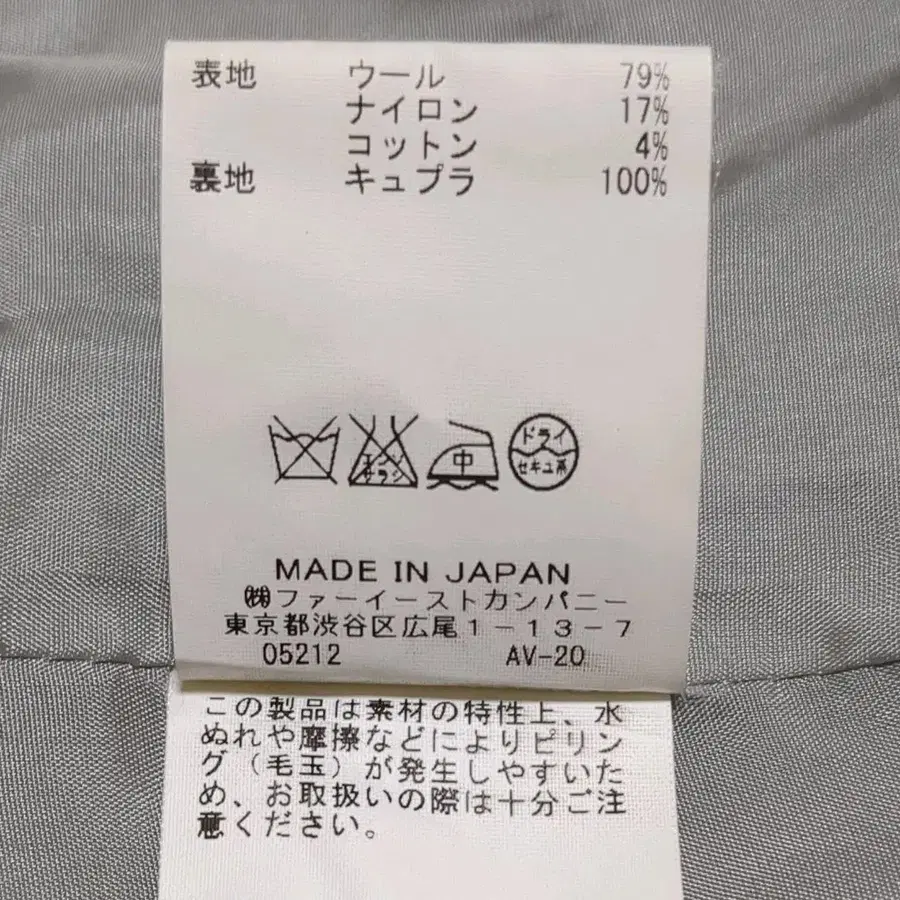 表地 ウール 79%
ナイロン 17%
コットン 4%
裏地 キュプラ 100%
エンソ サラシ
中
ドライ
セキユ系
MADE IN JAPAN
㈱ファーイーストカンパニー
東京都渋谷区広尾1-13-7
05212 AV-20
この製品は素材の特性上、水
ぬれや摩擦などによりピリン
グ(毛玉)が発生しやすいた
め、お取扱いの際は十分ご注
意ください。